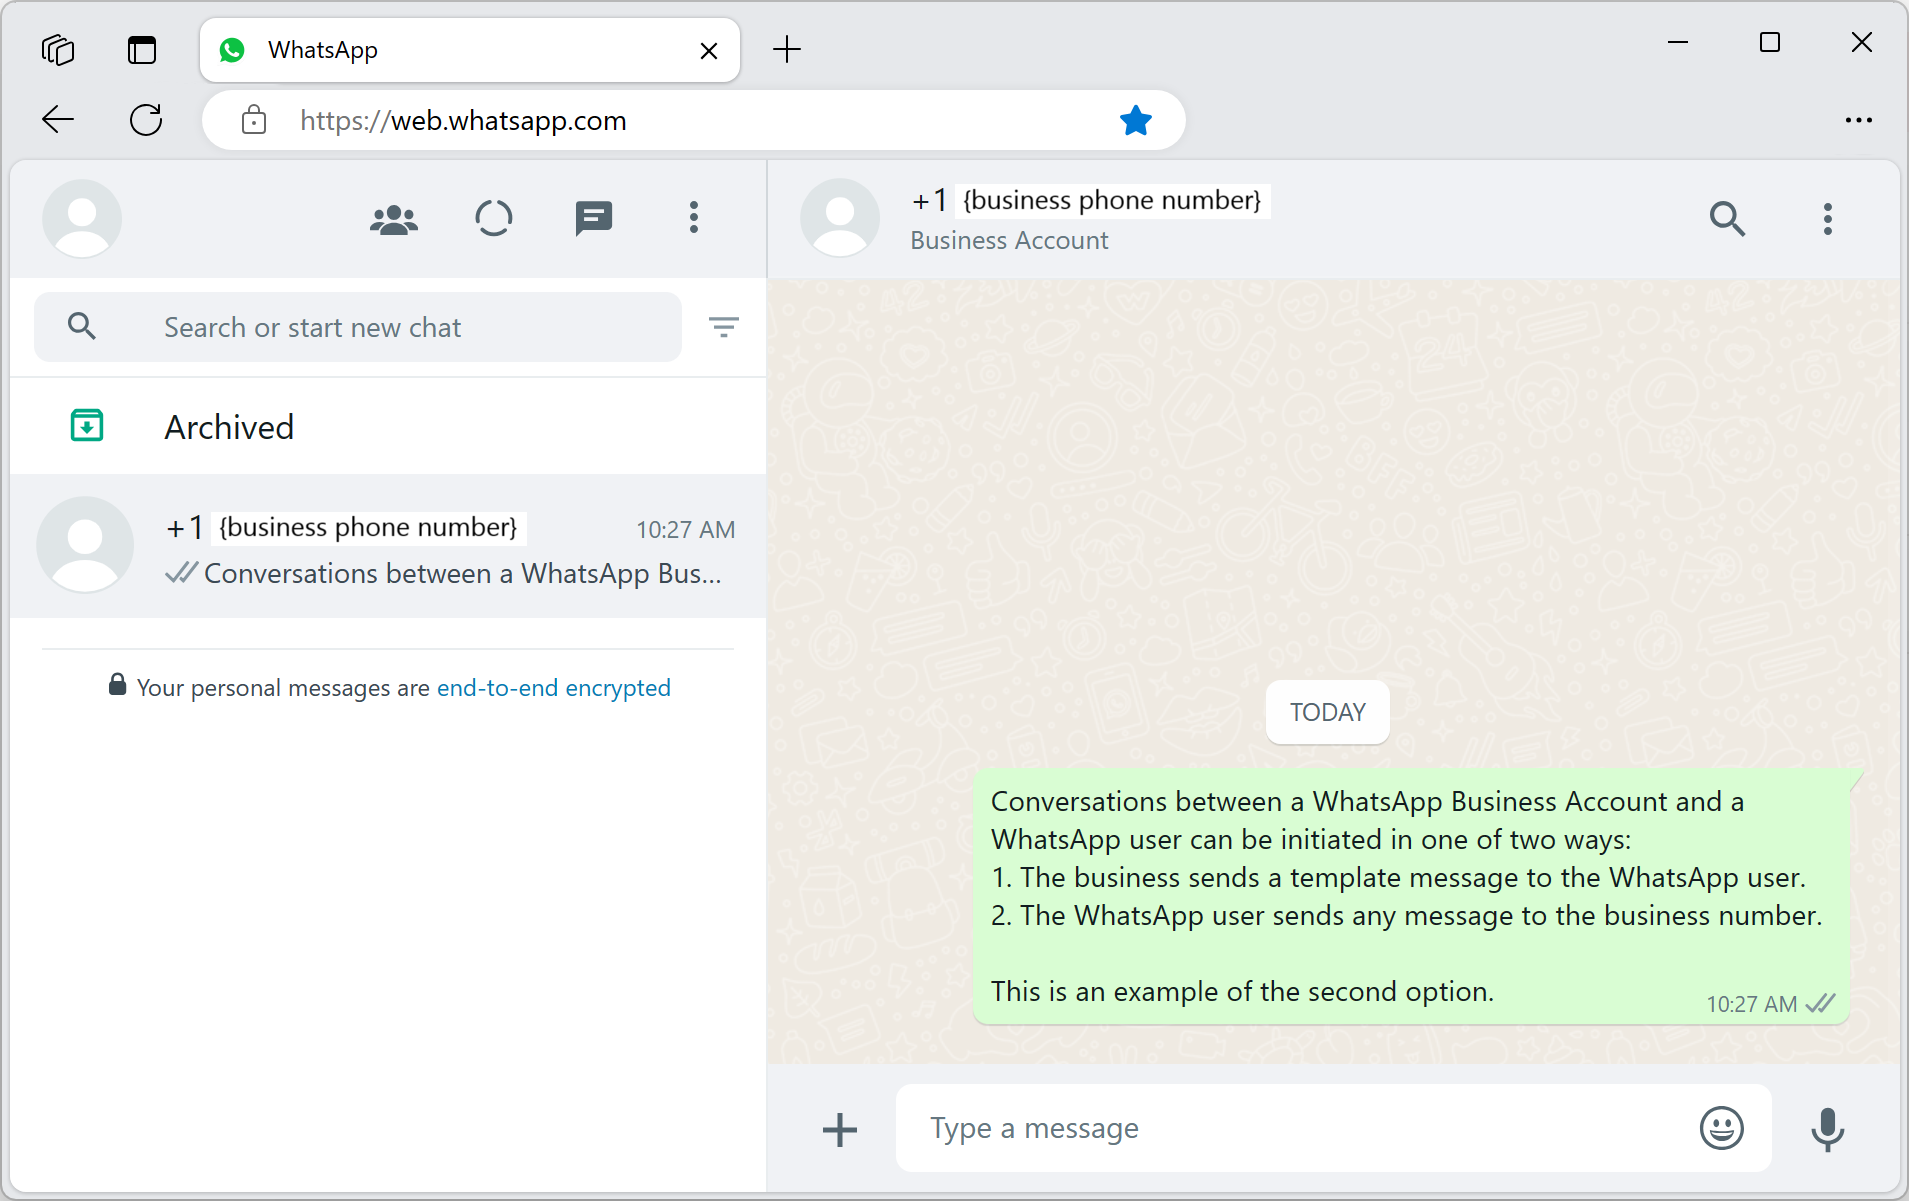 WhatsApp
https://web.whatsapp.com
+1 {business phone number}
Business Account
Search or start new chat
Archived
+1 {business phone number} 10:27 AM
Conversations between a WhatsApp Bus...
Your personal messages are end-to-end encrypted
TODAY
Conversations between a WhatsApp Business Account and a
WhatsApp user can be initiated in one of two ways:
1. The business sends a template message to the WhatsApp user.
2. The WhatsApp user sends any message to the business number.
This is an example of the second option.
10:27 AM
Type a message